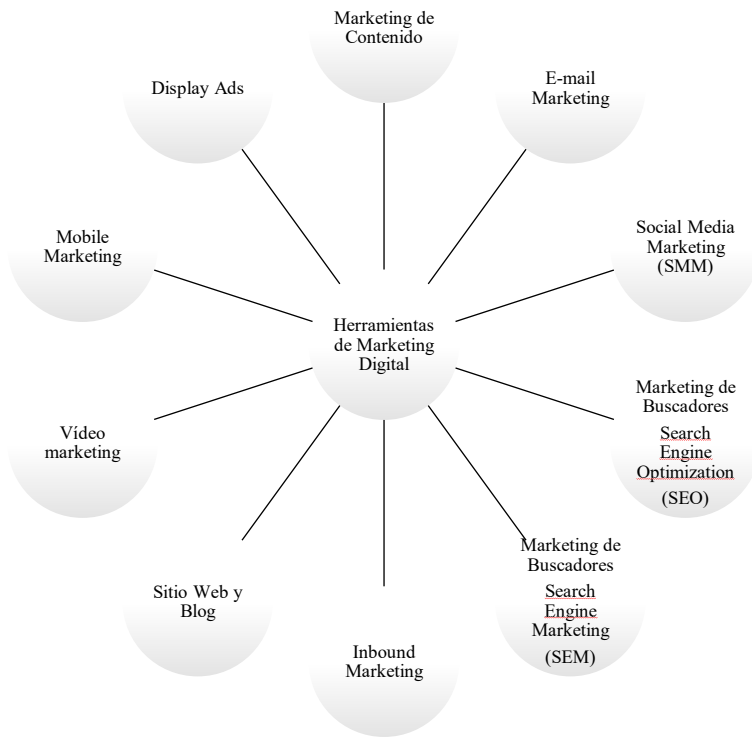 Marketing de
Contenido
E-mail
Marketing
Display Ads
Social Media
Marketing
(SMM)
Mobile
Marketing
Herramientas
de Marketing
Digital
Marketing de
Buscadores
Search
Engine
Optimization
(SEO)
Vídeo
marketing
Marketing de
Buscadores
Search
Engine
Marketing
(SEM)
Sitio Web y
Blog
Inbound
Marketing